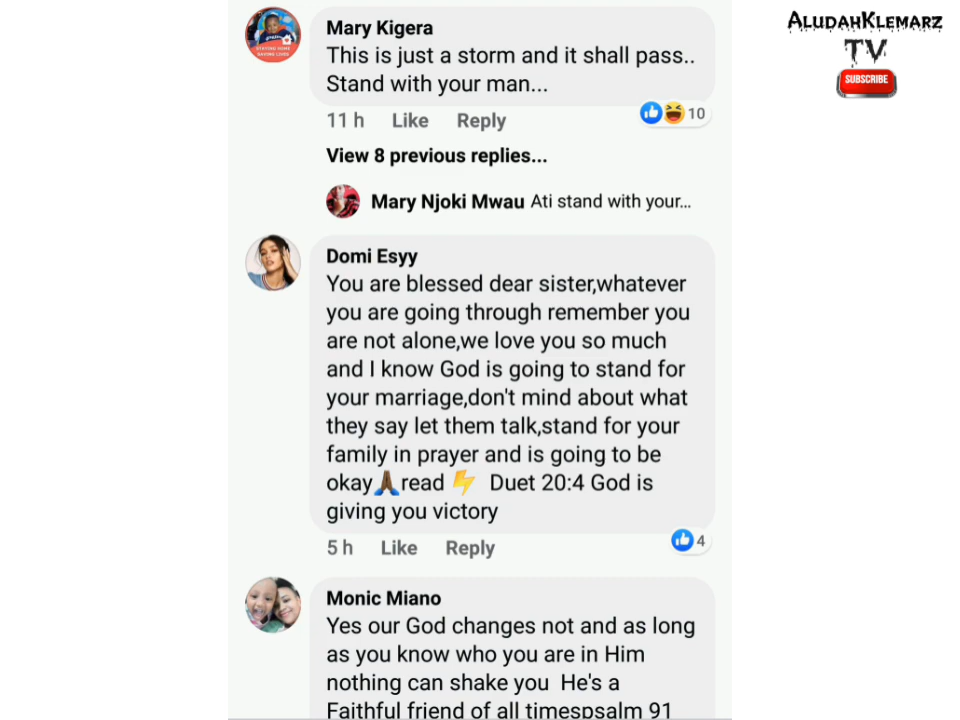 Mary Kigera
This is just a storm and it shall pass..
Stand with your man...
11 h Like Reply
10
View 8 previous replies...
Mary Njoki Mwau Ati stand with your...
Domi Esyy
You are blessed dear sister,whatever
you are going through remember you
are not alone,we love you so much
and I know God is going to stand for
your marriage,don't mind about what
they say let them talk,stand for your
family in prayer and is going to be
okay🙏🏾read ⚡ Duet 20:4 God is
giving you victory
5 h Like Reply
4
Monic Miano
Yes our God changes not and as long
as you know who you are in Him
nothing can shake you He's a
Faithful friend of all timespsalm 91
AludahKlemarz
TV
SUBSCRIBE